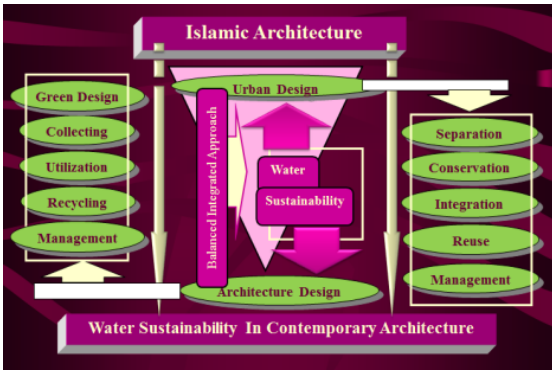 Islamic Architecture
Urban Design
Green Design
Collecting
Utilization
Recycling
Management
Balanced Integrated Approach
Water
Sustainability
Separation
Conservation
Integration
Reuse
Management
Architecture Design
Water Sustainability In Contemporary Architecture